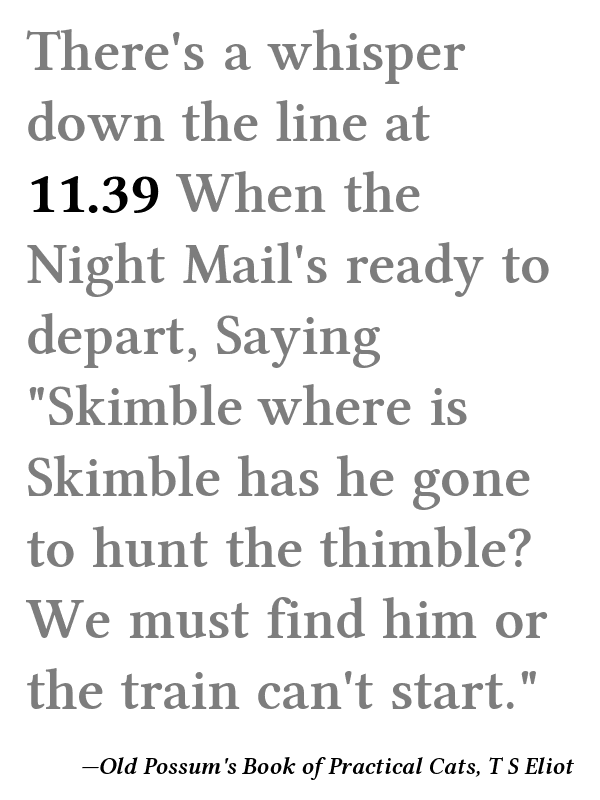 There's a whisper
down the line at
11.39 When the
Night Mail's ready to
depart, Saying
"Skimble where is
Skimble has he gone
to hunt the thimble?
We must find him or
the train can't start."
—Old Possum's Book of Practical Cats, T S Eliot